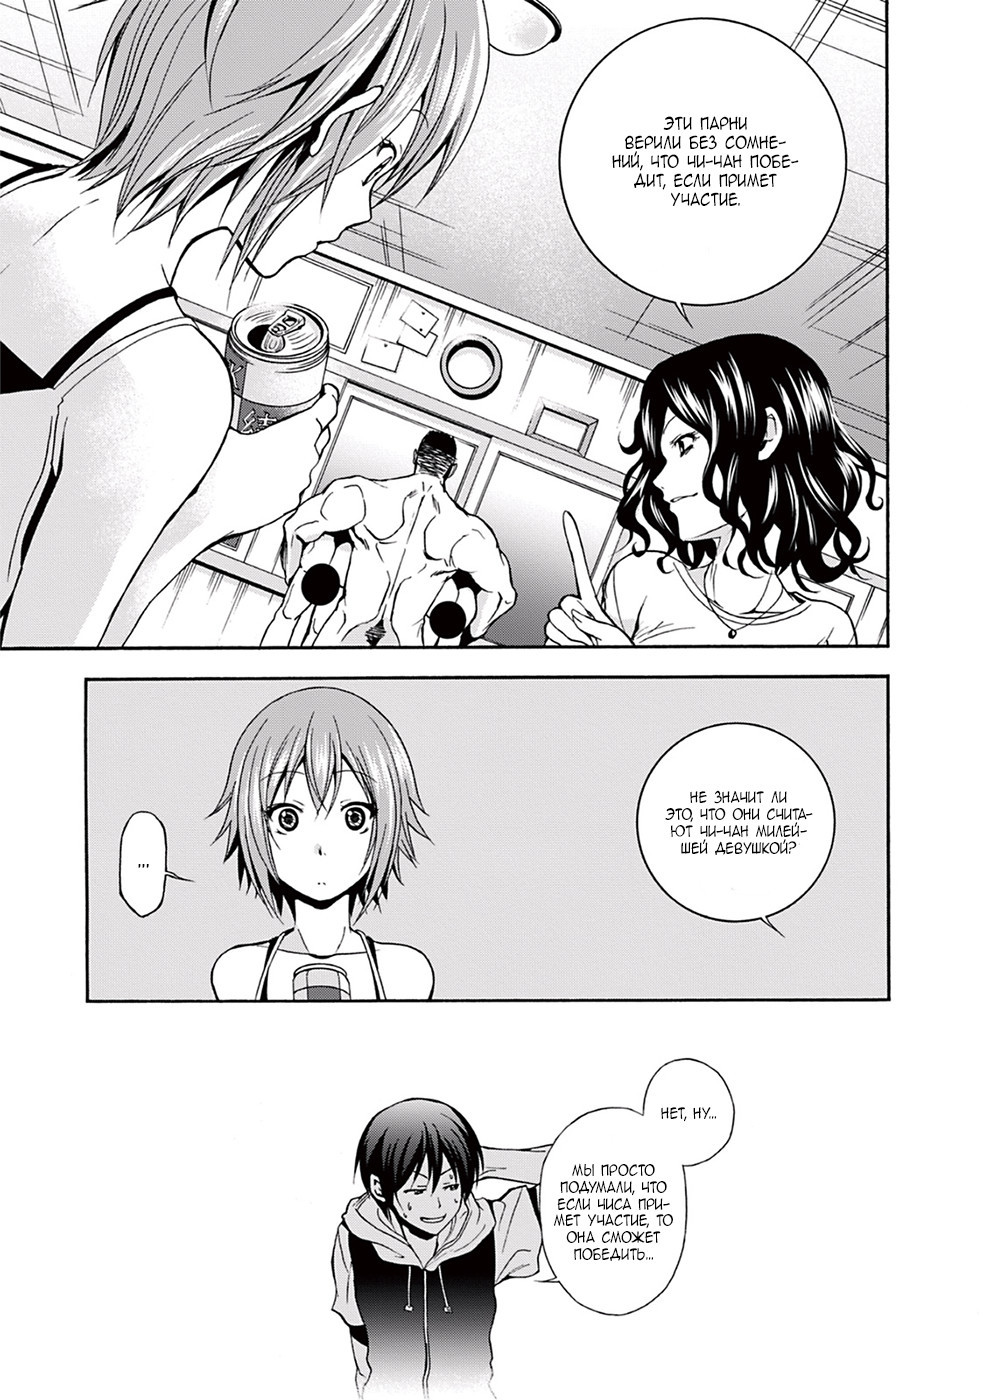 ЭТИ ПАРНИ
ВЕРИЛИ БЕЗ СОМНЕ-
НИЙ, ЧТО ЧИ-ЧАН ПОБЕ-
ДИТ, ЕСЛИ ПРИМЕТ
УЧАСТИЕ.
НЕ ЗНАЧИТ ЛИ
ЭТО, ЧТО ОНИ СЧИТА-
ЮТ ЧИ-ЧАН МИЛЕЙ-
ШЕЙ ДЕВУШКОЙ?
...
НЕТ, НУ...
МЫ ПРОСТО
ПОДУМАЛИ, ЧТО
ЕСЛИ ЧИСА ПРИ-
МЕТ УЧАСТИЕ, ТО
ОНА СМОЖЕТ
ПОБЕДИТЬ...